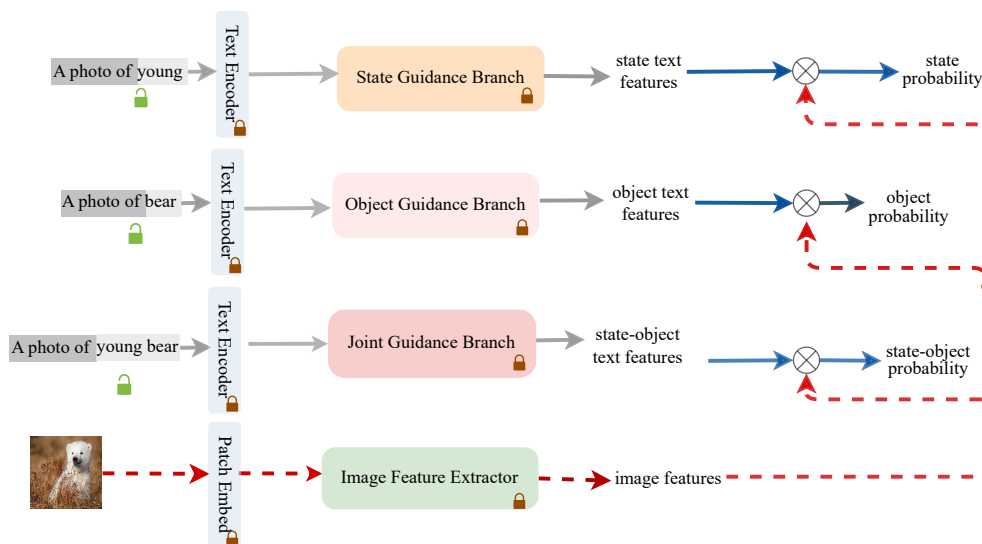 A photo of young
Text Encoder
State Guidance Branch
state text
features
state
probability
A photo of bear
Text Encoder
Object Guidance Branch
object text
features
object
probability
A photo of young bear
Text Encoder
Joint Guidance Branch
state-object
text features
state-object
probability
Patch Embed
Image Feature Extractor
image features